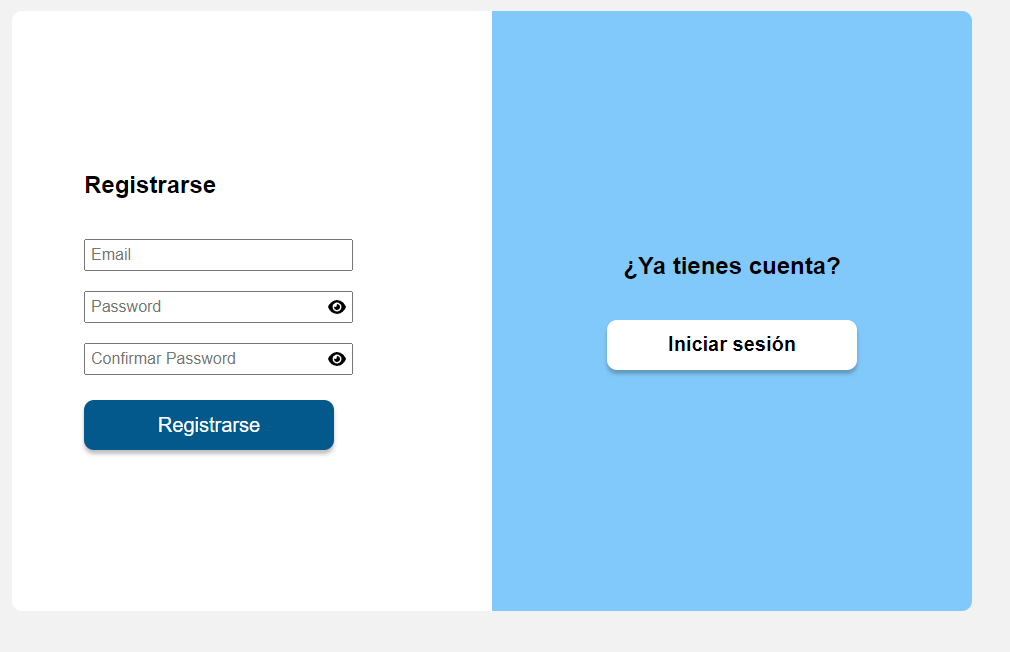 Registrarse
Email
Password
Confirmar Password
Registrarse
¿Ya tienes cuenta?
Iniciar sesión